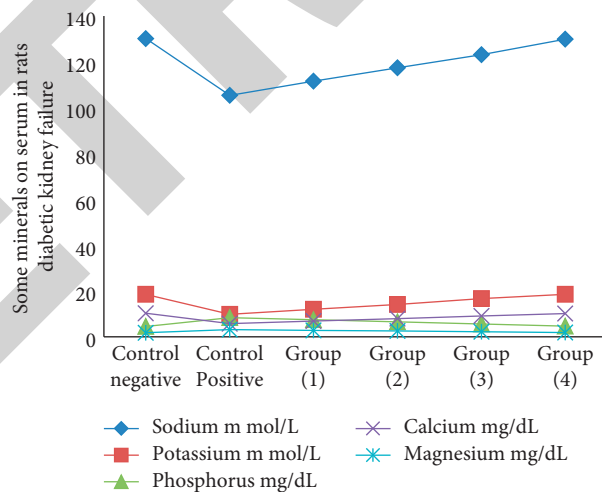 Some minerals on serum in rats
diabetic kidney failure
140
120
100
80
60
40
20
0
Control
negative
Control
Positive
Group
(1)
Group
(2)
Group
(3)
Group
(4)
Sodium m mol/L
Potassium m mol/L
Phosphorus mg/dL
Calcium mg/dL
Magnesium mg/dL